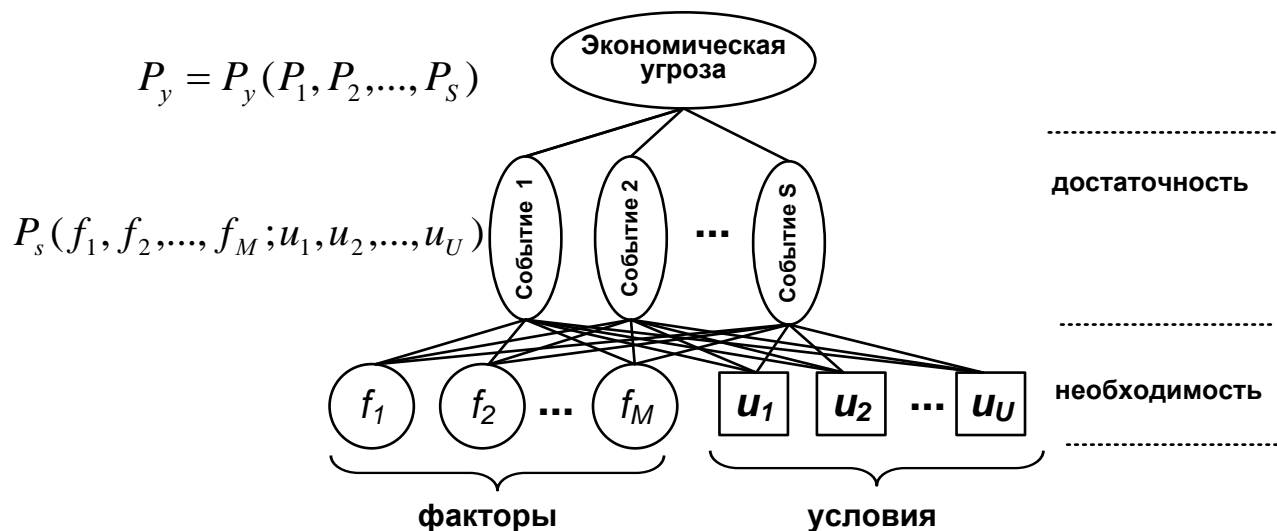 Экономическая
угроза
P_y = P_y(P_1, P_2,..., P_S)
достаточность
P_s(f_1, f_2,..., f_M; u_1, u_2,..., u_U)
Событие 1
Событие 2
...
Событие S
необходимость
f_1 f_2 ... f_M u_1 u_2 ... u_U
факторы условия